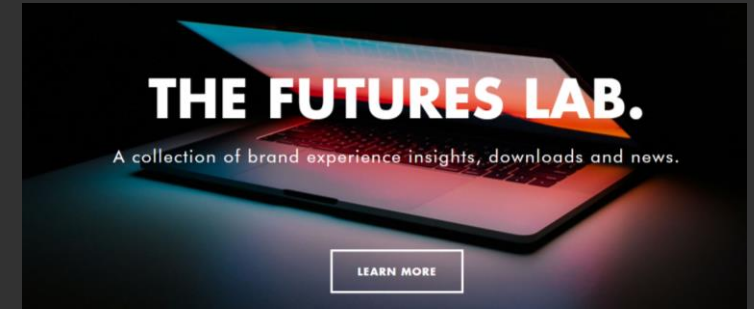 THE FUTURES LAB.
A collection of brand experience insights, downloads and news.
LEARN MORE